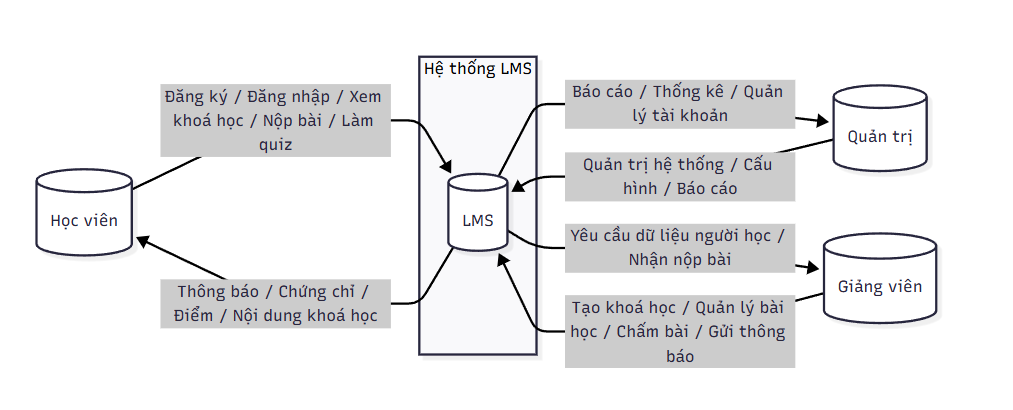 Hệ thống LMS
Đăng ký / Đăng nhập / Xem
khoá học / Nộp bài / Làm
quiz
Báo cáo / Thống kê / Quản
lý tài khoản
Quản trị
Quản trị hệ thống / Cấu
hình / Báo cáo
Học viên
LMS
Yêu cầu dữ liệu người học /
Nhận nộp bài
Giảng viên
Thông báo / Chứng chỉ /
Điểm / Nội dung khoá học
Tạo khoá học / Quản lý bài
học / Chấm bài / Gửi thông
báo